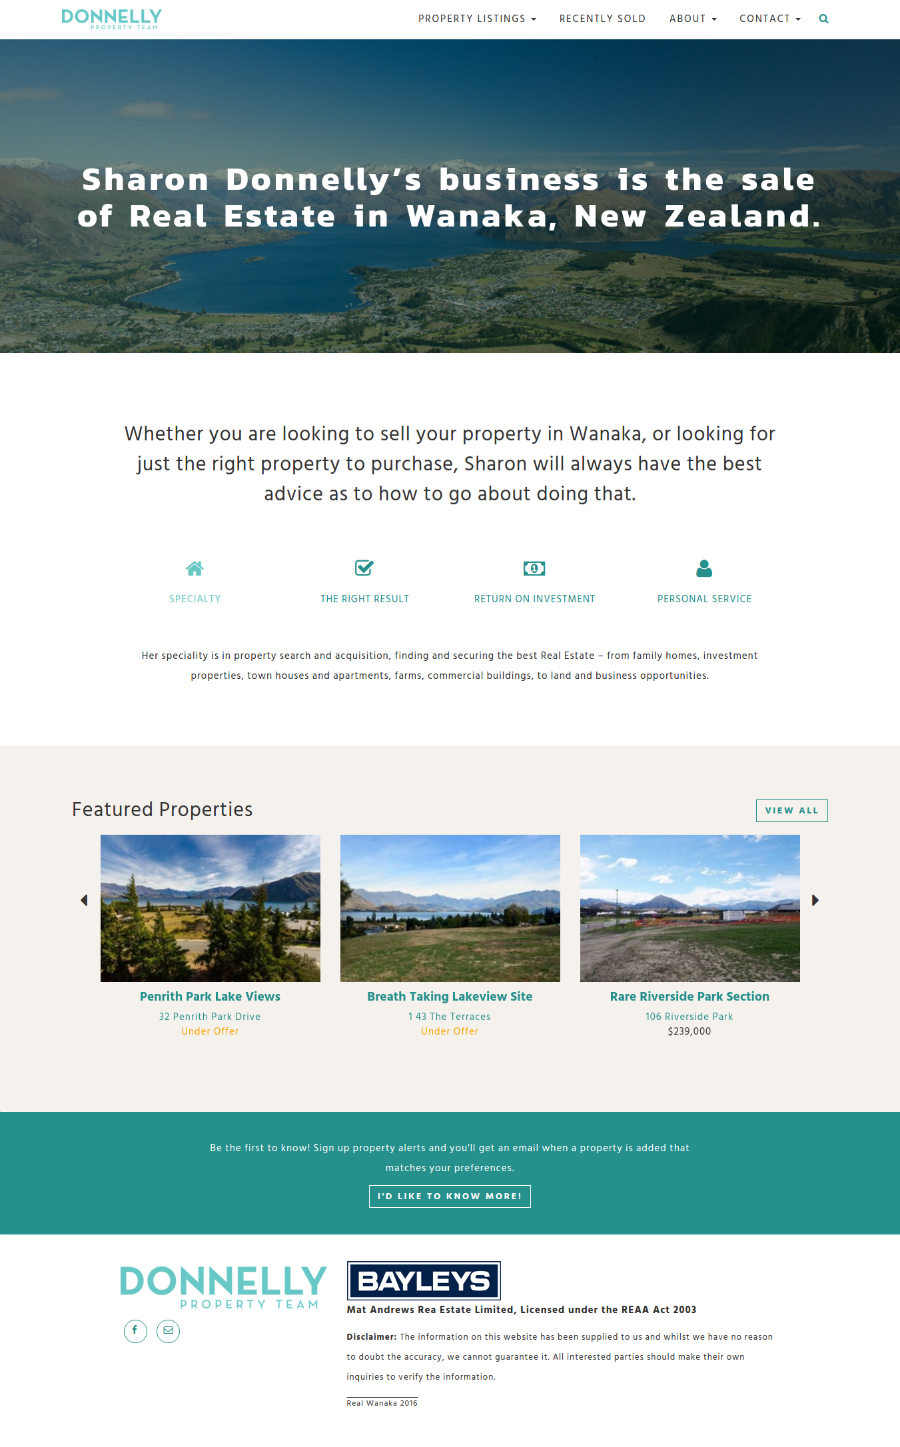 DONNELLY
PROPERTY TEAM
PROPERTY LISTINGS
RECENTLY SOLD
ABOUT
CONTACT
Sharon Donnelly’s business is the sale
of Real Estate in Wanaka, New Zealand.
Whether you are looking to sell your property in Wanaka, or looking for
just the right property to purchase, Sharon will always have the best
advice as to how to go about doing that.
SPECIALTY
THE RIGHT RESULT
RETURN ON INVESTMENT
PERSONAL SERVICE
Her speciality is in property search and acquisition, finding and securing the best Real Estate – from family homes, investment
properties, town houses and apartments, farms, commercial buildings, to land and business opportunities.
Featured Properties
VIEW ALL
Penrith Park Lake Views
32 Penrith Park Drive
Under Offer
Breath Taking Lakeview Site
1 43 The Terraces
Under Offer
Rare Riverside Park Section
106 Riverside Park
$239,000
Be the first to know! Sign up property alerts and you'll get an email when a property is added that
matches your preferences.
I'D LIKE TO KNOW MORE!
DONNELLY
PROPERTY TEAM
BAYLEYS
Mat Andrews Rea Estate Limited, Licensed under the REAA Act 2003
Disclaimer: The information on this website has been supplied to us and whilst we have no reason
to doubt the accuracy, we cannot guarantee it. All interested parties should make their own
inquiries to verify the information.
Real Wanaka 2016